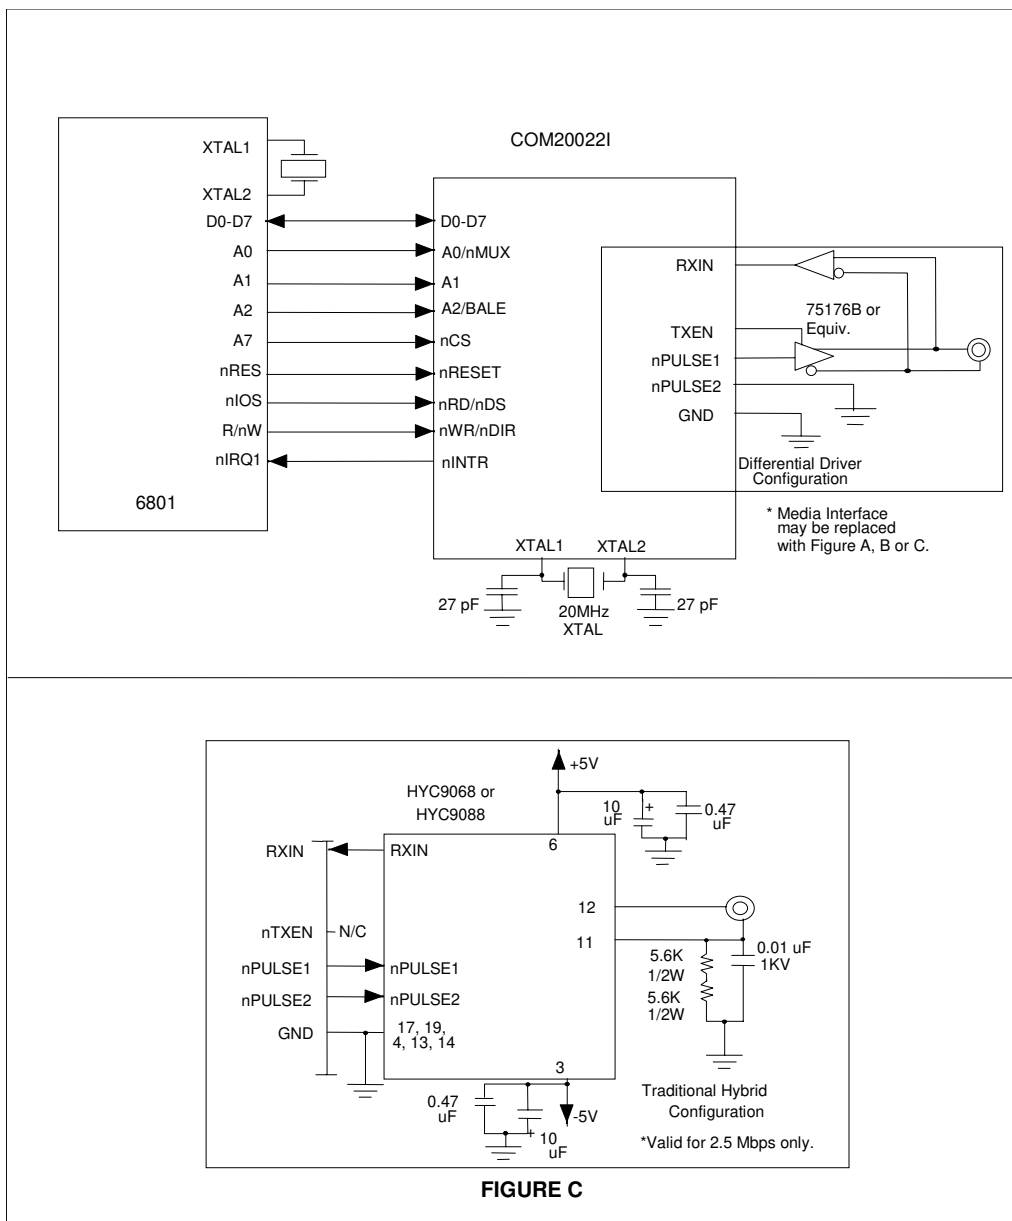 COM20022I
XTAL1
XTAL2
D0-D7
A0
A1
A2
A7
nRES
nIOS
R/nW
nIRQ1
6801
D0-D7
A0/nMUX
A1
A2/BALE
nCS
nRESET
nRD/nDS
nWR/nDIR
nINTR
RXIN
TXEN
nPULSE1
nPULSE2
GND
75176B or
Equiv.
Differential Driver
Configuration
* Media Interface
may be replaced
with Figure A, B or C.
XTAL1
XTAL2
27 pF
20MHz
XTAL
27 pF
+5V
HYC9068 or
HYC9088
10
uF
+
0.47
uF
6
RXIN
nTXEN
N/C
nPULSE1
nPULSE2
GND
RXIN
nPULSE1
nPULSE2
17, 19,
4, 13, 14
12
11
3
5.6K
1/2W
5.6K
1/2W
0.01 uF
1KV
0.47
uF
+
10
uF
-5V
Traditional Hybrid
Configuration
*Valid for 2.5 Mbps only.
FIGURE C